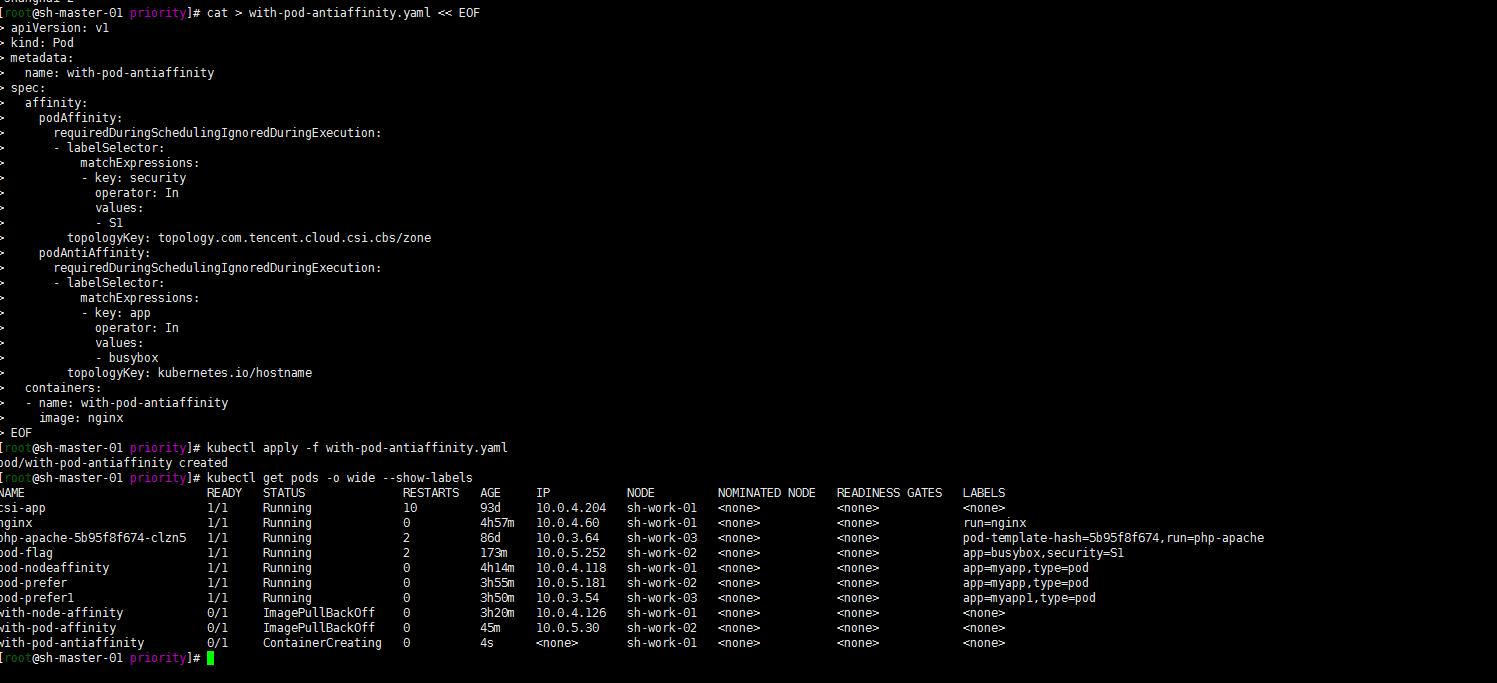 shanghai-2
[root@sh-master-01 priority]# cat > with-pod-antiaffinity.yaml << EOF
> apiVersion: v1
> kind: Pod
> metadata:
>   name: with-pod-antiaffinity
> spec:
>   affinity:
>     podAffinity:
>       requiredDuringSchedulingIgnoredDuringExecution:
>       - labelSelector:
>           matchExpressions:
>           - key: security
>             operator: In
>             values:
>             - S1
>         topologyKey: topology.com.tencent.cloud.csi.cbs/zone
>     podAntiAffinity:
>       requiredDuringSchedulingIgnoredDuringExecution:
>       - labelSelector:
>           matchExpressions:
>           - key: app
>             operator: In
>             values:
>             - busybox
>         topologyKey: kubernetes.io/hostname
>   containers:
>   - name: with-pod-antiaffinity
>     image: nginx
> EOF
[root@sh-master-01 priority]# kubectl apply -f with-pod-antiaffinity.yaml
pod/with-pod-antiaffinity created
[root@sh-master-01 priority]# kubectl get pods -o wide --show-labels
NAME                          READY   STATUS              RESTARTS   AGE     IP           NODE         NOMINATED NODE   READINESS GATES   LABELS
csi-app                       1/1     Running             10         93d     10.0.4.204   sh-work-01   <none>           <none>            <none>
nginx                         1/1     Running             0          4h57m   10.0.4.60    sh-work-01   <none>           <none>            run=nginx
php-apache-5b95f8f674-clzn5   1/1     Running             2          86d     10.0.3.64    sh-work-03   <none>           <none>            pod-template-hash=5b95f8f674,run=php-apache
pod-flag                      1/1     Running             2          173m    10.0.5.252   sh-work-02   <none>           <none>            app=busybox,security=S1
pod-nodeaffinity              1/1     Running             0          4h14m   10.0.4.118   sh-work-01   <none>           <none>            app=myapp,type=pod
pod-prefer                    1/1     Running             0          3h55m   10.0.5.181   sh-work-02   <none>           <none>            app=myapp,type=pod
pod-prefer1                   1/1     Running             0          3h50m   10.0.3.54    sh-work-03   <none>           <none>            app=myapp1,type=pod
with-node-affinity            0/1     ImagePullBackOff    0          3h20m   10.0.4.126   sh-work-01   <none>           <none>            <none>
with-pod-affinity             0/1     ImagePullBackOff    0          45m     10.0.5.30    sh-work-02   <none>           <none>            <none>
with-pod-antiaffinity         0/1     ContainerCreating   0          4s      <none>       sh-work-01   <none>           <none>            <none>
[root@sh-master-01 priority]#